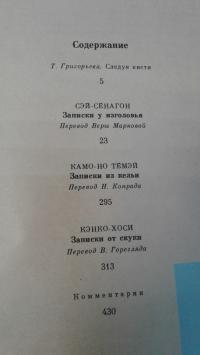 Содержание
Т. Григорьева. Следуя кисти
5
СЭЙ-СЁНАГОН
Записки у изголовья
Перевод Веры Марковой
23
КАМО-НО ТЁМЭЙ
Записки из кельи
Перевод Н. Конрада
295
КЭНКО-ХОСИ
Записки от скуки
Перевод В. Горегляда
313
Комментарии
430